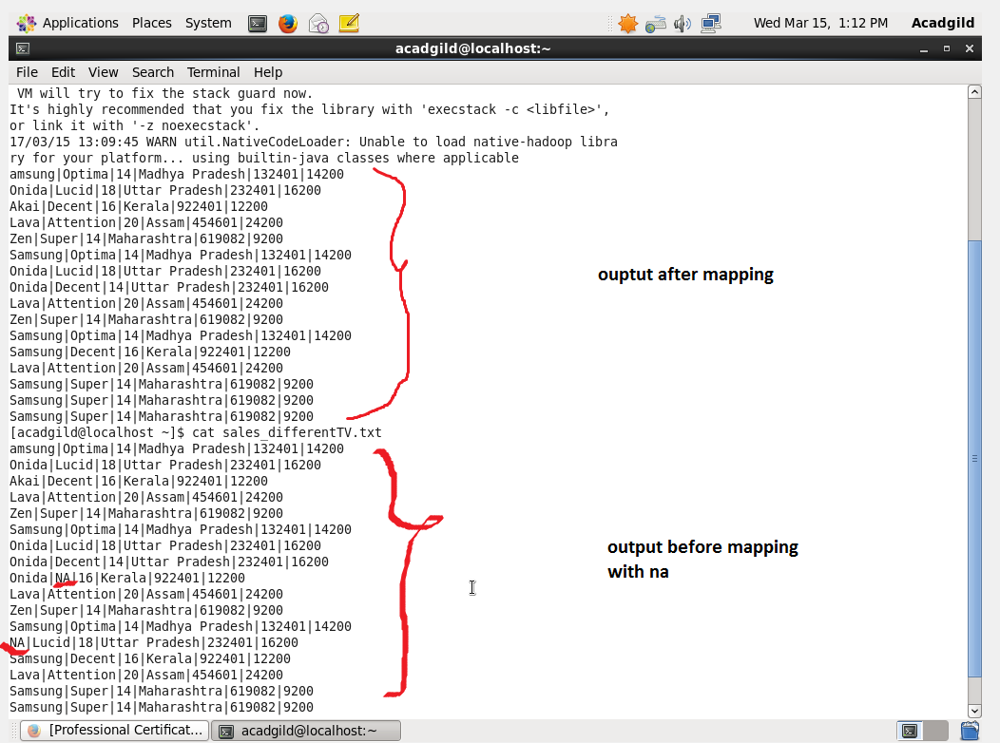 Applications Places System Wed Mar 15, 1:12 PM Acadgild
acadgild@localhost:~
File Edit View Search Terminal Help
VM will try to fix the stack guard now.
It's highly recommended that you fix the library with 'execstack -c <libfile>',
or link it with '-z noexecstack'.
17/03/15 13:09:45 WARN util.NativeCodeLoader: Unable to load native-hadoop libra
ry for your platform... using builtin-java classes where applicable
amsung|Optima|14|Madhya Pradesh|132401|14200
Onida|Lucid|18|Uttar Pradesh|232401|16200
Akai|Decent|16|Kerala|922401|12200
Lava|Attention|20|Assam|454601|24200
Zen|Super|14|Maharashtra|619082|9200
Samsung|Optima|14|Madhya Pradesh|132401|14200
Onida|Lucid|18|Uttar Pradesh|232401|16200
ouptut after mapping
Onida|Decent|14|Uttar Pradesh|232401|16200
Lava|Attention|20|Assam|454601|24200
Zen|Super|14|Maharashtra|619082|9200
Samsung|Optima|14|Madhya Pradesh|132401|14200
Samsung|Decent|16|Kerala|922401|12200
Lava|Attention|20|Assam|454601|24200
Samsung|Super|14|Maharashtra|619082|9200
Samsung|Super|14|Maharashtra|619082|9200
Samsung|Super|14|Maharashtra|619082|9200
[acadgild@localhost ~]$ cat sales_differentTV.txt
amsung|Optima|14|Madhya Pradesh|132401|14200
Onida|Lucid|18|Uttar Pradesh|232401|16200
Akai|Decent|16|Kerala|922401|12200
Lava|Attention|20|Assam|454601|24200
Zen|Super|14|Maharashtra|619082|9200
Samsung|Optima|14|Madhya Pradesh|132401|14200
Onida|Lucid|18|Uttar Pradesh|232401|16200
output before mapping
Onida|Decent|14|Uttar Pradesh|232401|16200
with na
Onida|NA|16|Kerala|922401|12200
Lava|Attention|20|Assam|454601|24200
Zen|Super|14|Maharashtra|619082|9200
Samsung|Optima|14|Madhya Pradesh|132401|14200
NA|Lucid|18|Uttar Pradesh|232401|16200
Samsung|Decent|16|Kerala|922401|12200
Lava|Attention|20|Assam|454601|24200
Samsung|Super|14|Maharashtra|619082|9200
Samsung|Super|14|Maharashtra|619082|9200
[Professional Certificat... acadgild@localhost:~